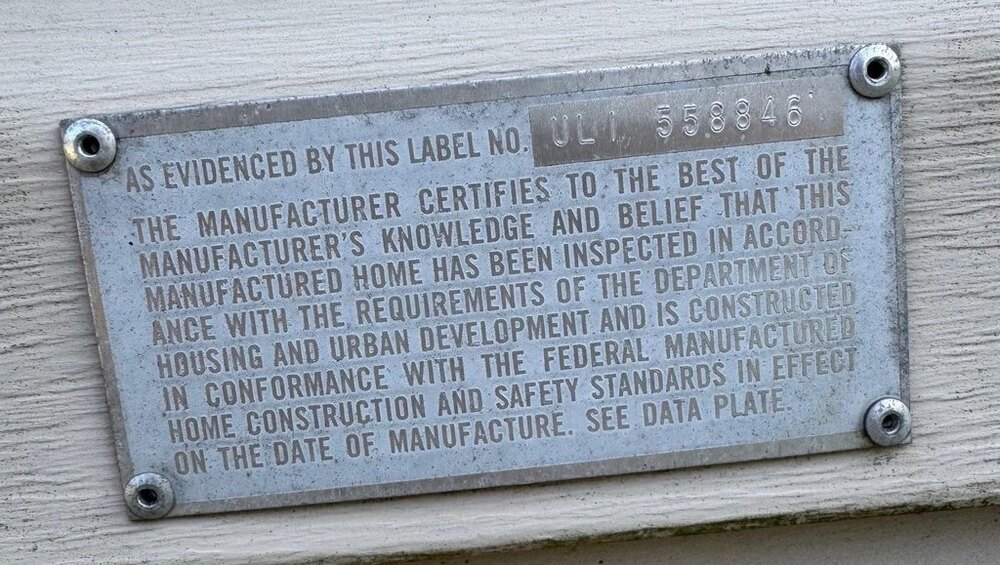 AS EVIDENCED BY THIS LABEL NO. ULI 558846
THE MANUFACTURER CERTIFIES TO THE BEST OF THE
MANUFACTURER'S KNOWLEDGE AND BELIEF THAT THIS
MANUFACTURED HOME HAS BEEN INSPECTED IN ACCORD-
ANCE WITH THE REQUIREMENTS OF THE DEPARTMENT OF
HOUSING AND URBAN DEVELOPMENT AND IS CONSTRUCTED
IN CONFORMANCE WITH THE FEDERAL MANUFACTURED
HOME CONSTRUCTION AND SAFETY STANDARDS IN EFFECT
ON THE DATE OF MANUFACTURE. SEE DATA PLATE.